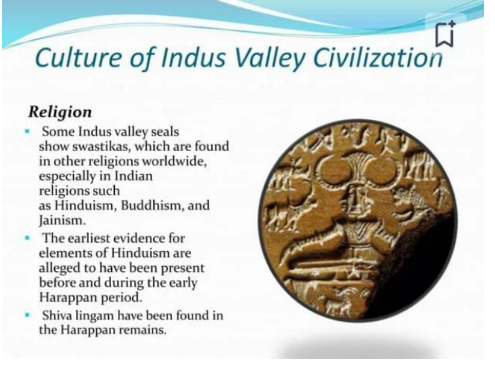 Culture of Indus Valley Civilization
Religion
Some Indus valley seals
show swastikas, which are found
in other religions worldwide,
especially in Indian
religions such
as Hinduism, Buddhism, and
Jainism.
The earliest evidence for
elements of Hinduism are
alleged to have been present
before and during the early
Harappan period.
Shiva lingam have been found in
the Harappan remains.